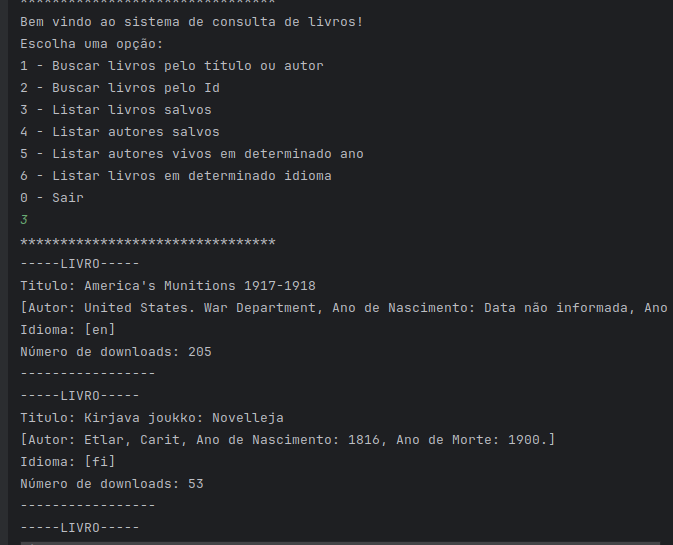 ********************************
Bem vindo ao sistema de consulta de livros!
Escolha uma opção:
1 - Buscar livros pelo título ou autor
2 - Buscar livros pelo Id
3 - Listar livros salvos
4 - Listar autores salvos
5 - Listar autores vivos em determinado ano
6 - Listar livros em determinado idioma
0 - Sair
3
********************************
-----LIVRO-----
Titulo: America's Munitions 1917-1918
[Autor: United States. War Department, Ano de Nascimento: Data não informada, Ano
Idioma: [en]
Número de downloads: 205
-----------------
-----LIVRO-----
Titulo: Kirjava joukko: Novelleja
[Autor: Etlar, Carit, Ano de Nascimento: 1816, Ano de Morte: 1900.]
Idioma: [fi]
Número de downloads: 53
-----------------
-----LIVRO-----